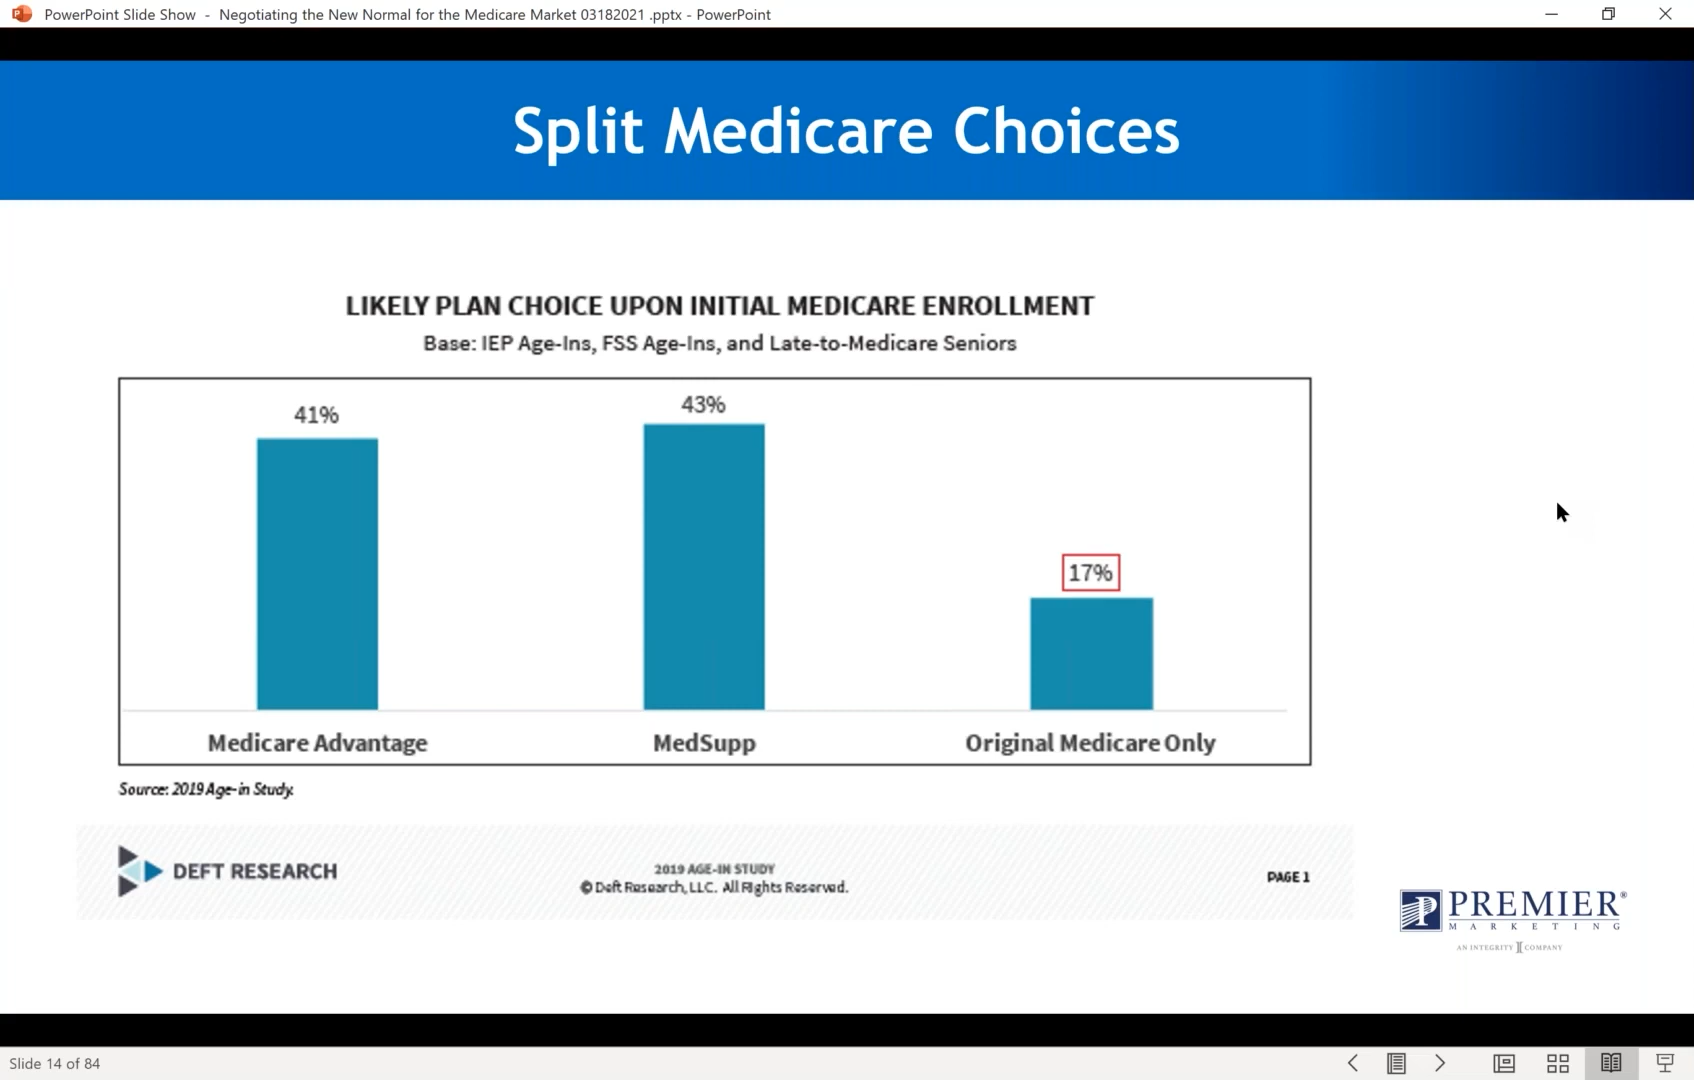 PowerPoint Slide Show - Negotiating the New Normal for the Medicare Market 03182021 .pptx - PowerPoint
Split Medicare Choices
LIKELY PLAN CHOICE UPON INITIAL MEDICARE ENROLLMENT
Base: IEP Age-Ins, FSS Age-Ins, and Late-to-Medicare Seniors
41%
43%
17%
Medicare Advantage
MedSupp
Original Medicare Only
Source: 2019 Age-in Study.
DEFT RESEARCH
2019 AGE-IN STUDY
© Deft Research, LLC. All Rights Reserved.
PAGE 1
PREMIER®
MARKETING
AN INTEGRITY COMPANY
Slide 14 of 84